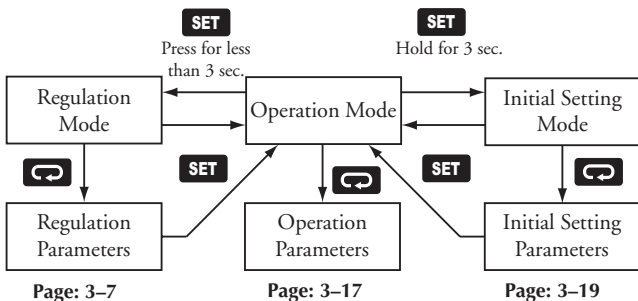 SET
Press for less
than 3 sec.
SET
Hold for 3 sec.
Regulation
Mode
Operation Mode
Initial Setting
Mode
SET
SET
Regulation
Parameters
Operation
Parameters
Initial Setting
Parameters
Page: 3–7
Page: 3–17
Page: 3–19